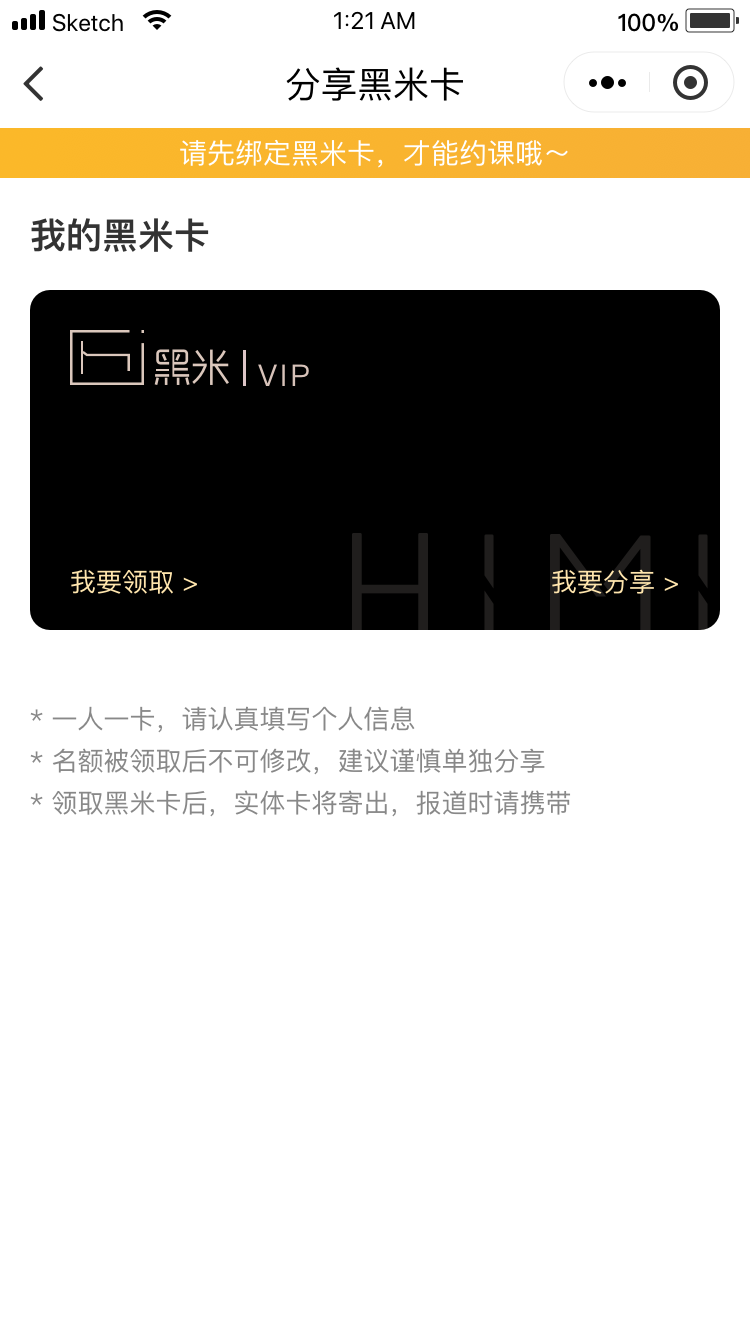 Sketch 1:21 AM 100%
分享黑米卡
请先绑定黑米卡，才能约课哦～
我的黑米卡
黑米 | VIP
HIMI
我要领取 > 我要分享 >
* 一人一卡，请认真填写个人信息
* 名额被领取后不可修改，建议谨慎单独分享
* 领取黑米卡后，实体卡将寄出，报道时请携带